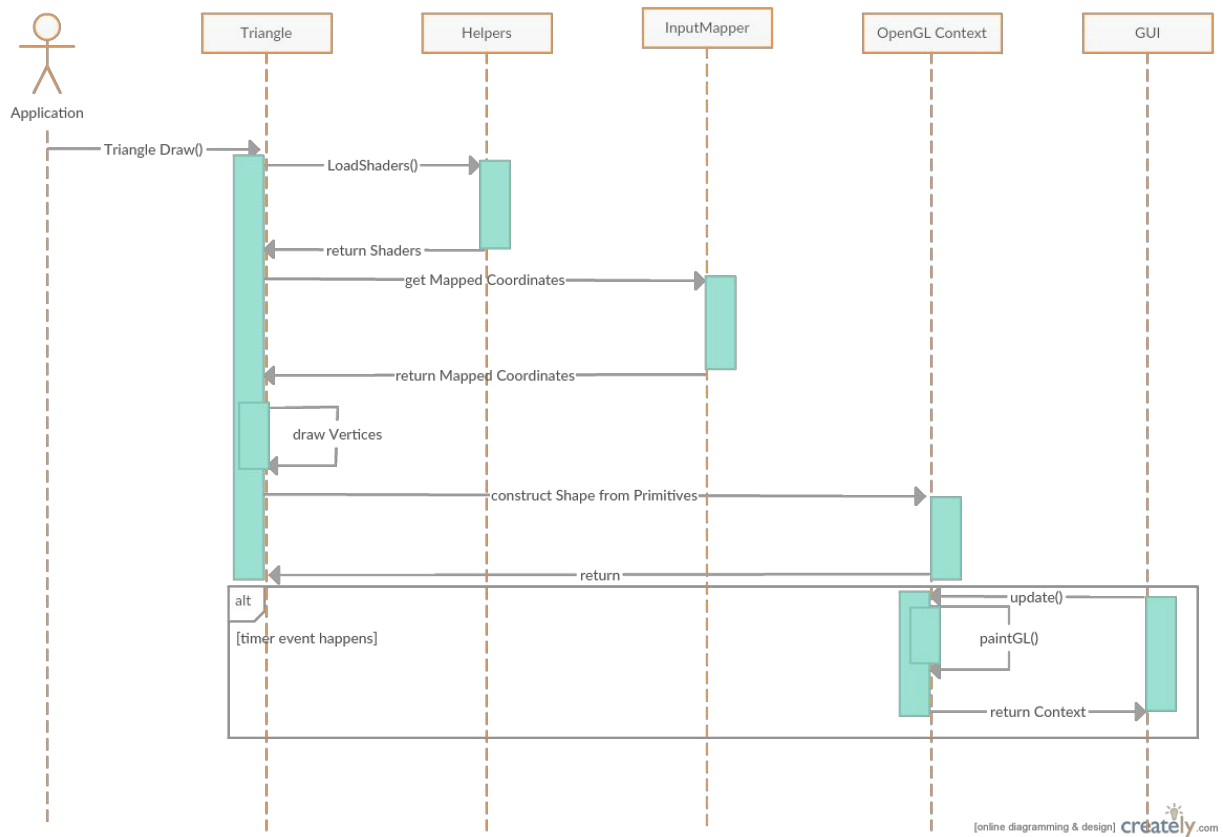 Application
Triangle
Helpers
InputMapper
OpenGL Context
GUI
Triangle Draw()
LoadShaders()
return Shaders
get Mapped Coordinates
return Mapped Coordinates
draw Vertices
construct Shape from Primitives
return
alt
[timer event happens]
update()
paintGL()
return Context
[online diagramming & design] creately.com